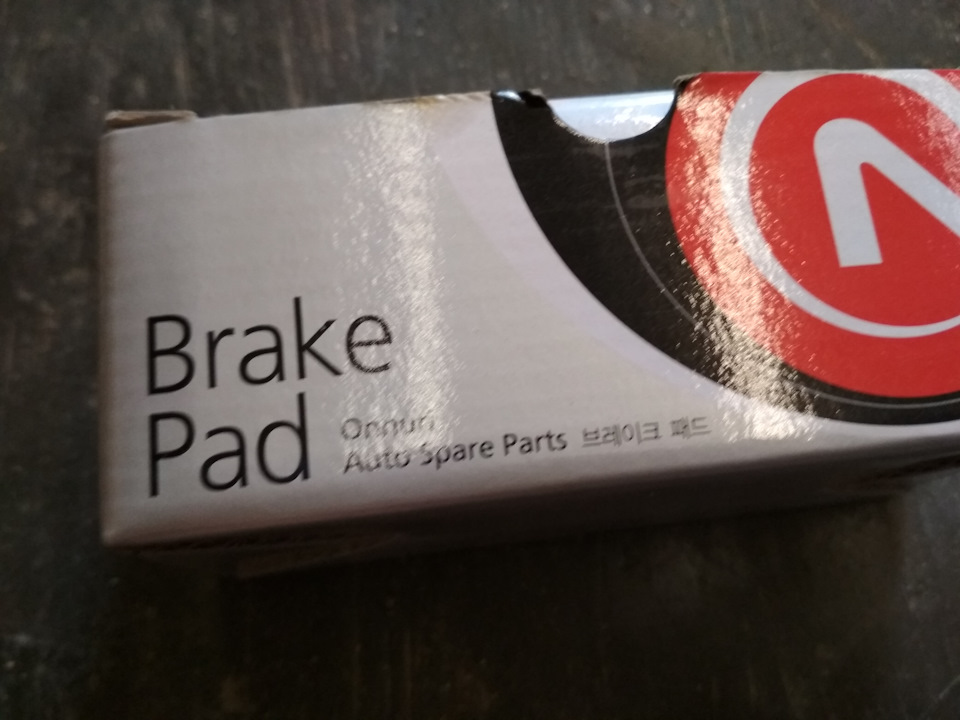 Brake
Pad
Onnuri
Auto Spare Parts 브레이크 패드